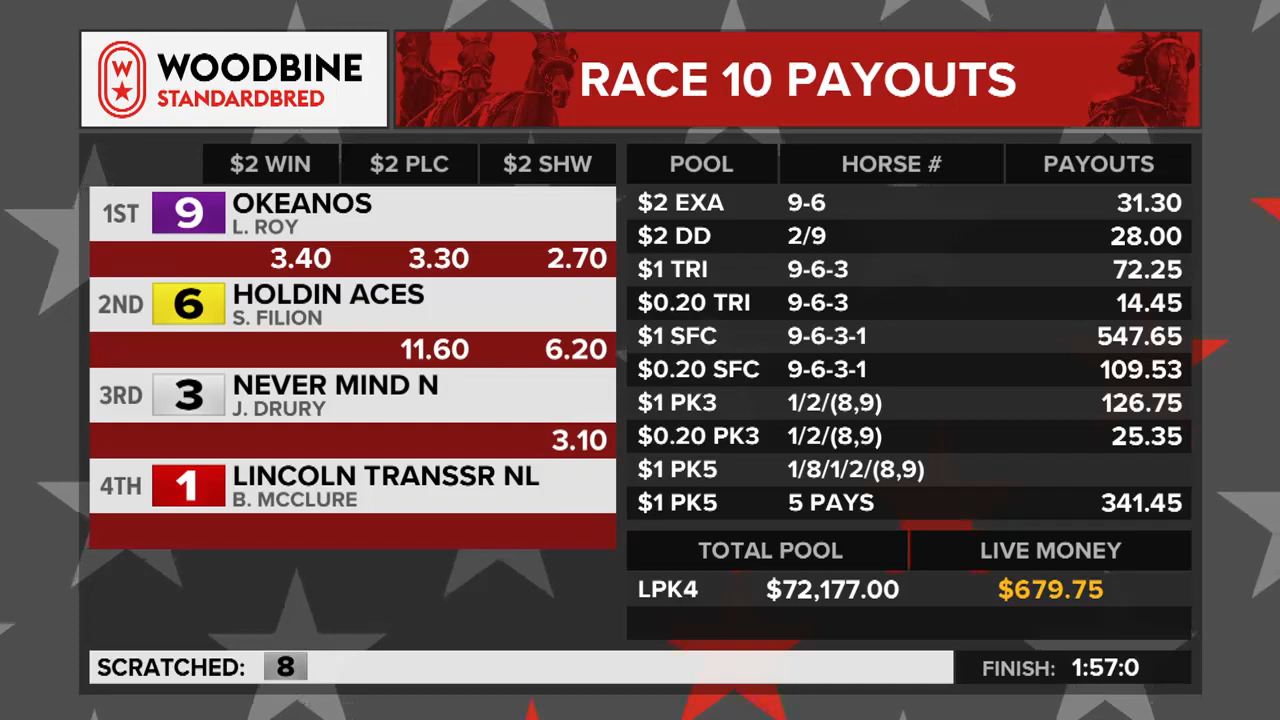 W
WOODBINE
STANDARDBRED
RACE 10 PAYOUTS
$2 WIN $2 PLC $2 SHW
1ST 9 OKEANOS
L. ROY
3.40 3.30 2.70
2ND 6 HOLDIN ACES
S. FILION
11.60 6.20
3RD 3 NEVER MIND N
J. DRURY
3.10
4TH 1 LINCOLN TRANSSR NL
B. MCCLURE
POOL HORSE # PAYOUTS
$2 EXA 9-6 31.30
$2 DD 2/9 28.00
$1 TRI 9-6-3 72.25
$0.20 TRI 9-6-3 14.45
$1 SFC 9-6-3-1 547.65
$0.20 SFC 9-6-3-1 109.53
$1 PK3 1/2/(8,9) 126.75
$0.20 PK3 1/2/(8,9) 25.35
$1 PK5 1/8/1/2/(8,9)
$1 PK5 5 PAYS 341.45
TOTAL POOL LIVE MONEY
LPK4 $72,177.00 $679.75
SCRATCHED: 8
FINISH: 1:57:0